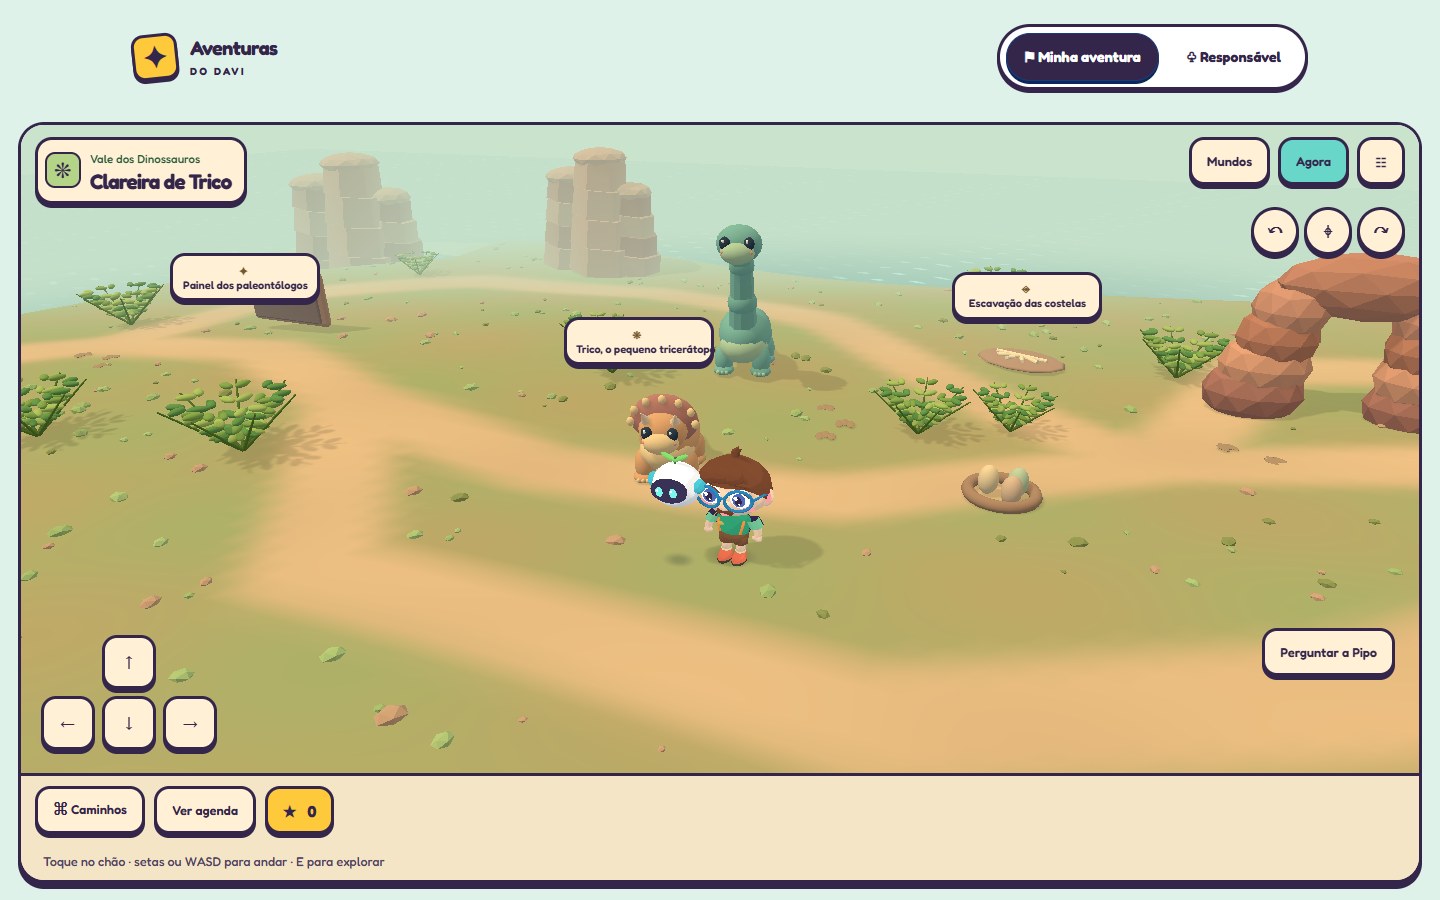 Aventuras
DO DAVI
Minha aventura
Responsável
Vale dos Dinossauros
Clareira de Trico
Mundos
Agora
Painel dos paleontólogos
Escavação das costelas
Trico, o pequeno tricerátopo
Perguntar a Pipo
↑
← ↓ →
⌘ Caminhos
Ver agenda
★ 0
Toque no chão · setas ou WASD para andar · E para explorar